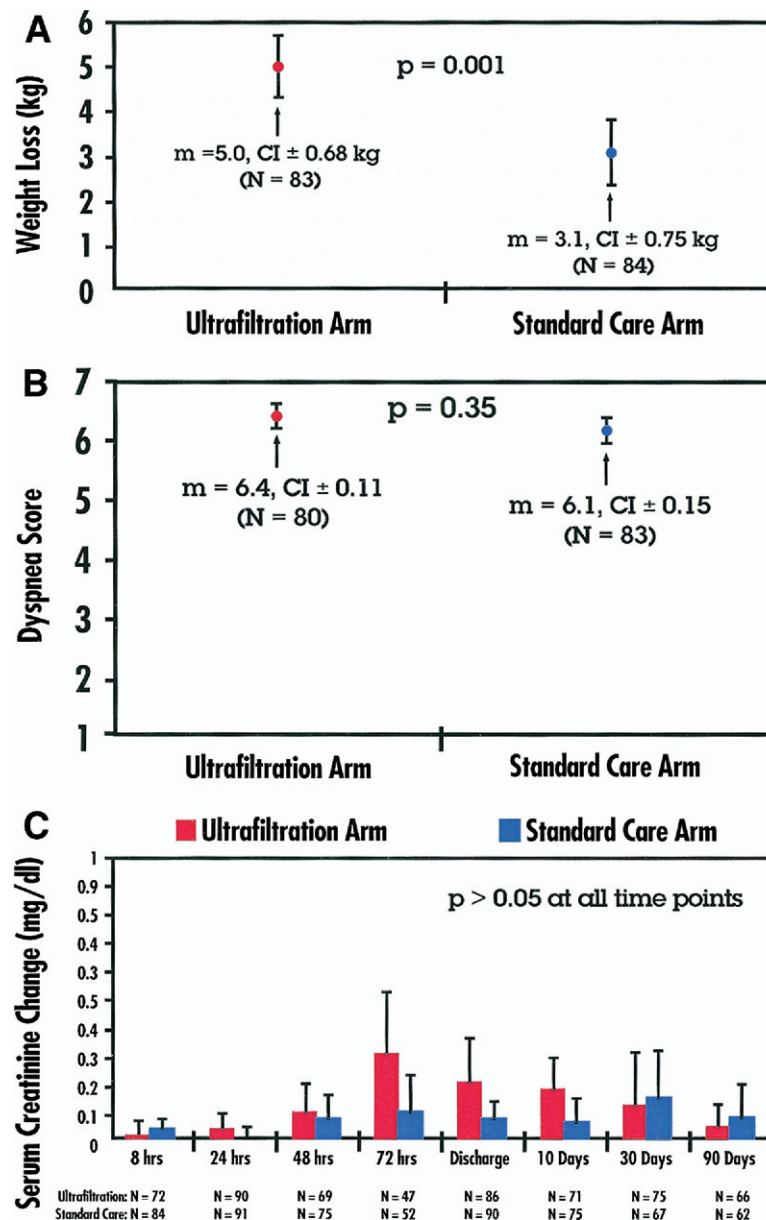 A
Weight Loss (kg)
6
5
4
3
2
1
0
p = 0.001
m =5.0, CI ± 0.68 kg
(N = 83)
m = 3.1, CI ± 0.75 kg
(N = 84)
Ultrafiltration Arm
Standard Care Arm
B
Dyspnea Score
7
6
5
4
3
2
1
p = 0.35
m = 6.4, CI ± 0.11
(N = 80)
m = 6.1, CI ± 0.15
(N = 83)
Ultrafiltration Arm
Standard Care Arm
C
Ultrafiltration Arm
Standard Care Arm
Serum Creatinine Change (mg/dl)
1
0.9
0.5
0.4
0.3
0.5
0.4
0.3
0.2
0.1
0
p > 0.05 at all time points
8 hrs 24 hrs 48 hrs 72 hrs Discharge 10 Days 30 Days 90 Days
Ultrafiltration: N = 72 N = 90 N = 69 N = 47 N = 86 N = 71 N = 75 N = 66
Standard Care: N = 84 N = 91 N = 75 N = 52 N = 90 N = 75 N = 67 N = 62